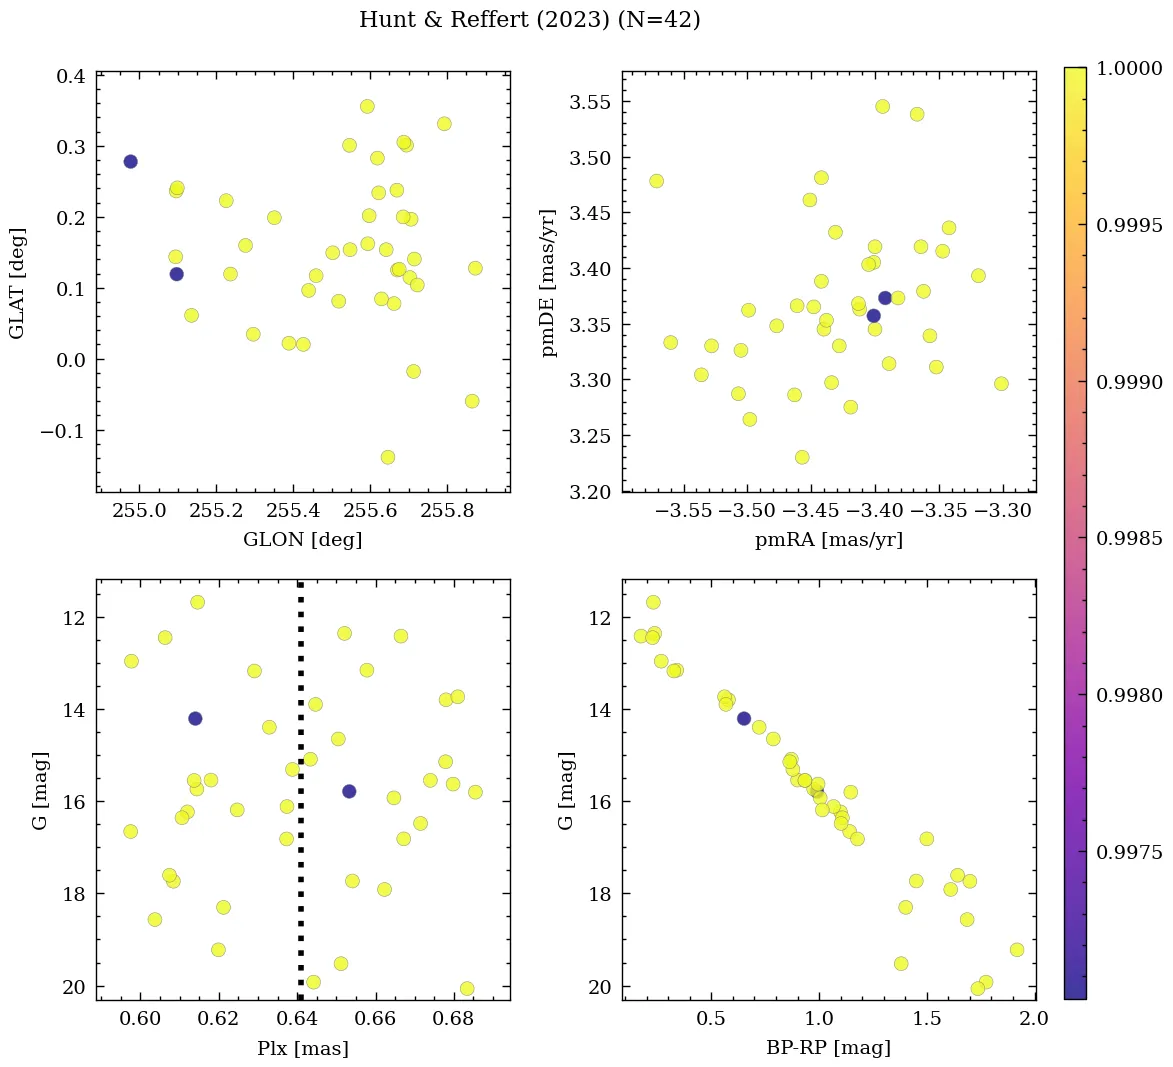 Hunt & Reffert (2023) (N=42)
0.4
0.3
0.2
0.1
0.0
−0.1
GLAT [deg]
255.0 255.2 255.4 255.6 255.8
GLON [deg]
3.55
3.50
3.45
3.40
3.35
3.30
3.25
3.20
pmDE [mas/yr]
−3.55 −3.50 −3.45 −3.40 −3.35 −3.30
pmRA [mas/yr]
12
14
16
18
20
G [mag]
0.60 0.62 0.64 0.66 0.68
Plx [mas]
12
14
16
18
20
G [mag]
0.5 1.0 1.5 2.0
BP-RP [mag]
1.0000
0.9995
0.9990
0.9985
0.9980
0.9975